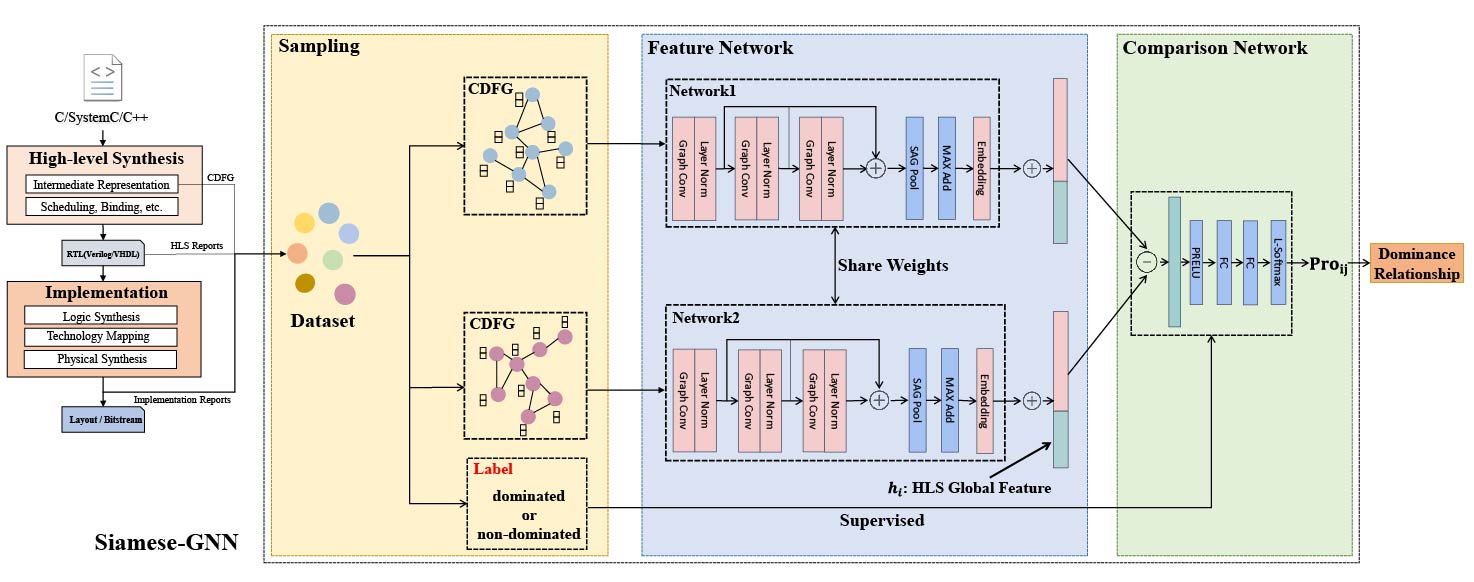 C/SystemC/C++
High-level Synthesis
Intermediate Representation
Scheduling, Binding, etc.
CDFG
RTL(Verilog/VHDL)
HLS Reports
Implementation
Logic Synthesis
Technology Mapping
Physical Synthesis
Implementation Reports
Layout / Bitstream
Siamese-GNN
Sampling
Dataset
CDFG
CDFG
Label
dominated
or
non-dominated
Feature Network
Network1
Graph Conv
Layer Norm
Graph Conv
Layer Norm
Graph Conv
Layer Norm
+
SAG Pool
MAX Add
Embedding
+
Share Weights
Network2
Graph Conv
Layer Norm
Graph Conv
Layer Norm
Graph Conv
Layer Norm
+
SAG Pool
MAX Add
Embedding
+
hᵢ: HLS Global Feature
Supervised
Comparison Network
−
PRELU
FC
FC
L-Softmax
Proᵢⱼ
Dominance
Relationship